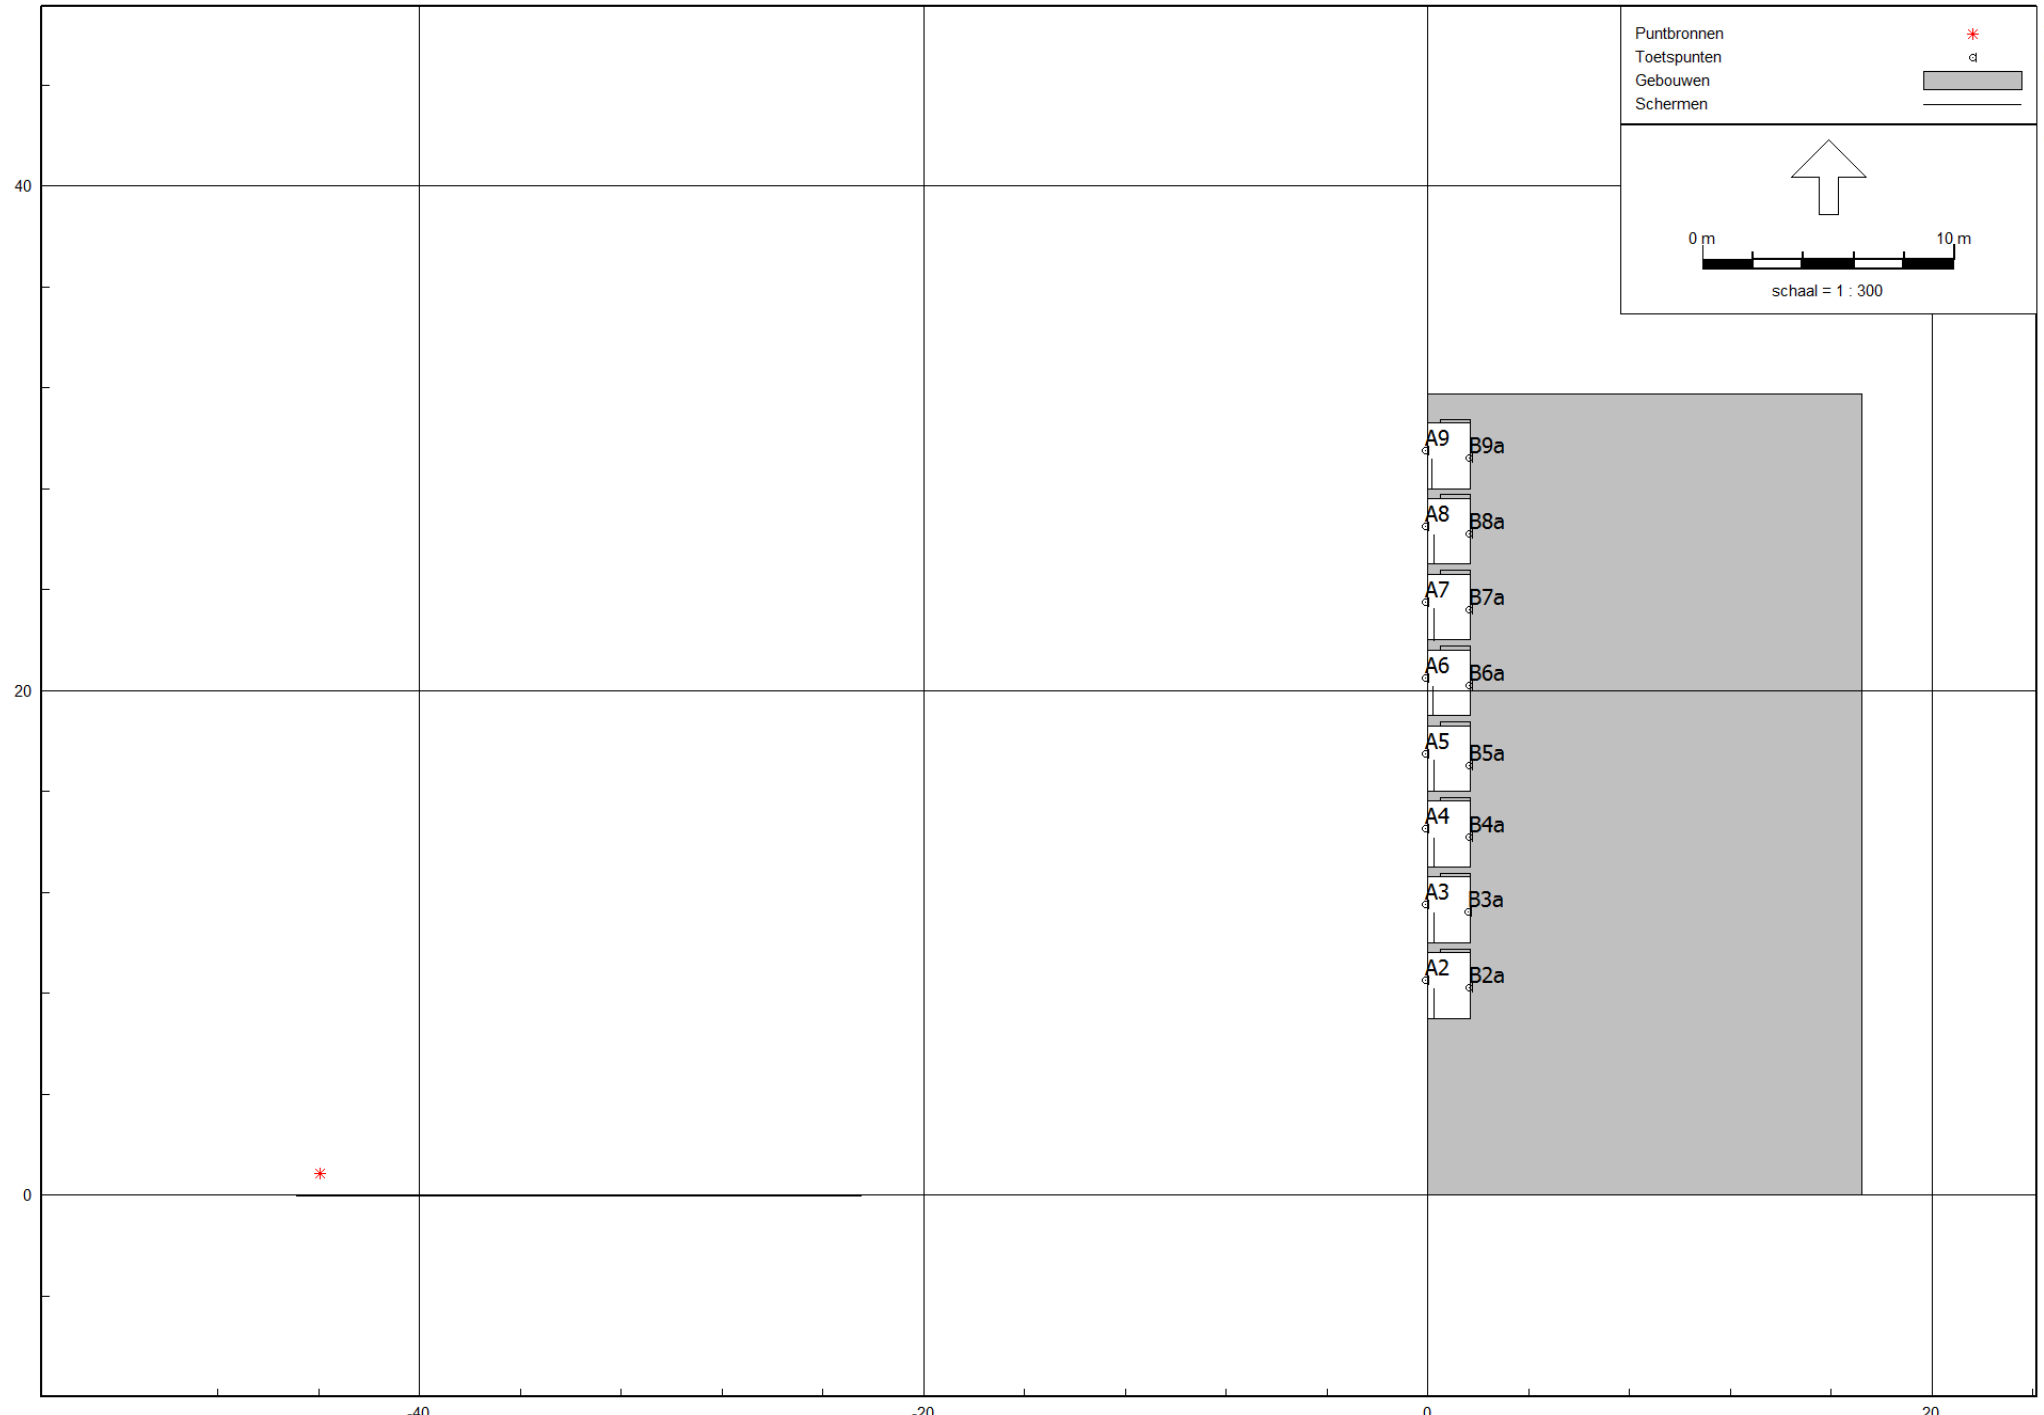 Puntbronnen
Toetspunten
Gebouwen
Schermen
40
0 m 10 m
schaal = 1 : 300
A9 B9a
A8 B8a
A7 B7a
A6 B6a
20
A5 B5a
A4 B4a
A3 B3a
A2 B2a
0
-40 -20 0 20